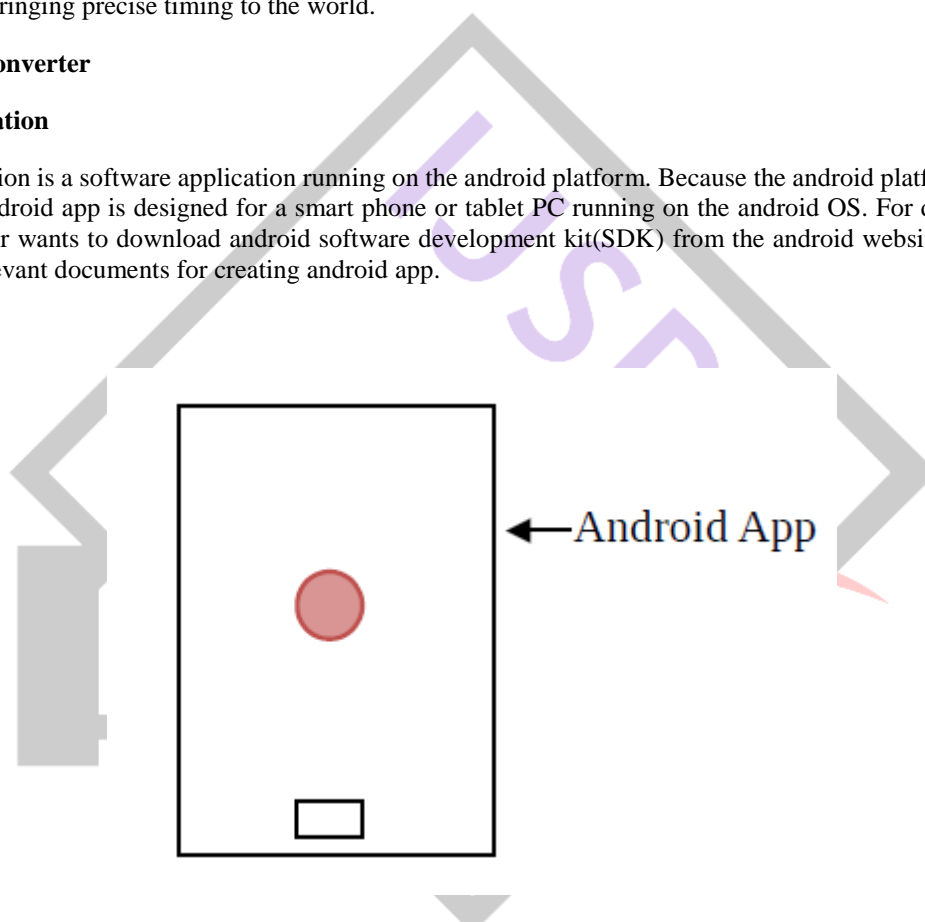 ringing precise timing to the world.
onverter
ation
ion is a software application running on the android platform. Because the android platf
droid app is designed for a smart phone or tablet PC running on the android OS. For d
r wants to download android software development kit(SDK) from the android websi
evant documents for creating android app.
IJSR
Android App